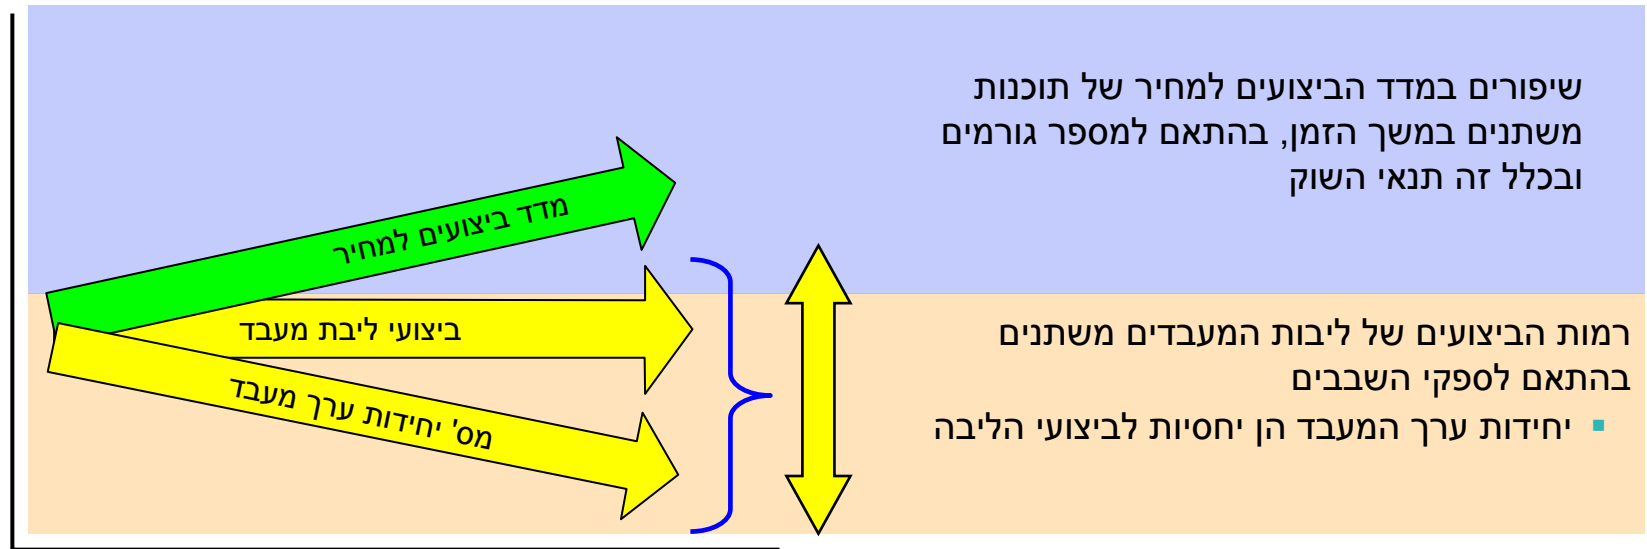 שיפורים במדד הביצועים למחיר של תוכנות
משתנים במשך הזמן, בהתאם למספר גורמים
ובכלל זה תנאי השוק
מדד ביצועים למחיר
ביצועי ליבת מעבד
מס' יחידות ערך מעבד
רמות הביצועים של ליבות המעבדים משתנים
בהתאם לספקי השבבים
▪ יחידות ערך המעבד הן יחסיות לביצועי הליבה